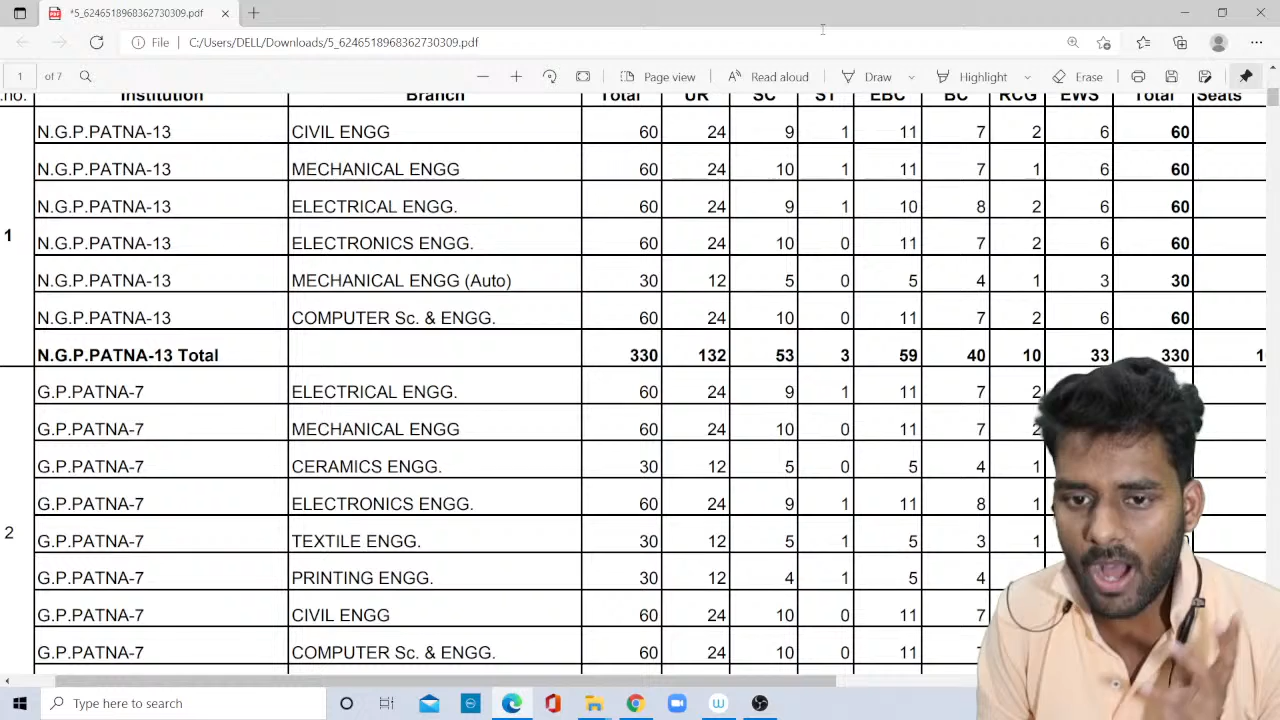 *5_6246518968362730309.pdf
File C:/Users/DELL/Downloads/5_6246518968362730309.pdf
1 of 7 Page view Read aloud Draw Highlight Erase
.no. Institution Branch Total UR SC ST EBC BC RCG EWS Total Seats
N.G.P.PATNA-13 CIVIL ENGG 60 24 9 1 11 7 2 6 60
N.G.P.PATNA-13 MECHANICAL ENGG 60 24 10 1 11 7 1 6 60
1 N.G.P.PATNA-13 ELECTRICAL ENGG. 60 24 9 1 10 8 2 6 60
N.G.P.PATNA-13 ELECTRONICS ENGG. 60 24 10 0 11 7 2 6 60
N.G.P.PATNA-13 MECHANICAL ENGG (Auto) 30 12 5 0 5 4 1 3 30
N.G.P.PATNA-13 COMPUTER Sc. & ENGG. 60 24 10 0 11 7 2 6 60
N.G.P.PATNA-13 Total 330 132 53 3 59 40 10 33 330
G.P.PATNA-7 ELECTRICAL ENGG. 60 24 9 1 11 7 2
G.P.PATNA-7 MECHANICAL ENGG 60 24 10 0 11 7 2
G.P.PATNA-7 CERAMICS ENGG. 30 12 5 0 5 4 1
G.P.PATNA-7 ELECTRONICS ENGG. 60 24 9 1 11 8 1
2 G.P.PATNA-7 TEXTILE ENGG. 30 12 5 1 5 3 1
G.P.PATNA-7 PRINTING ENGG. 30 12 4 1 5 4
G.P.PATNA-7 CIVIL ENGG 60 24 10 0 11 7
G.P.PATNA-7 COMPUTER Sc. & ENGG. 60 24 10 0 11
Type here to search